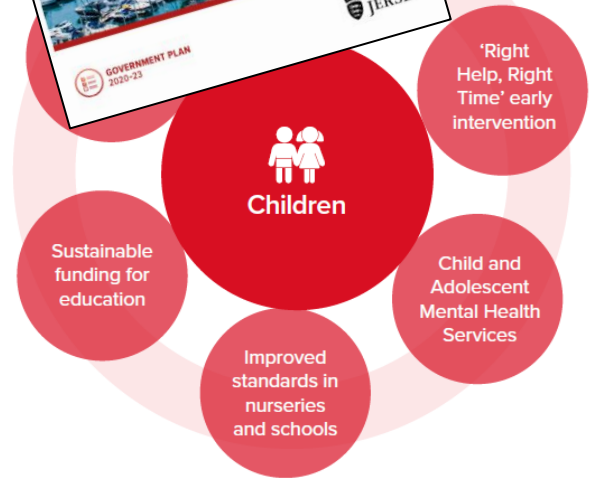 GOVERNMENT PLAN
2020-23
'Right
Help, Right
Time' early
intervention
Children
Sustainable
funding for
education
Child and
Adolescent
Mental Health
Services
Improved
standards in
nurseries
and schools